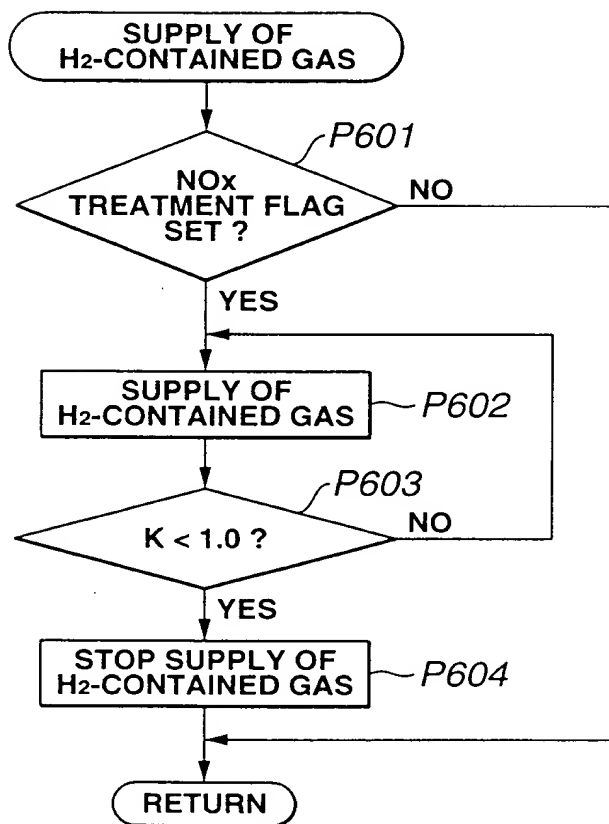 SUPPLY OF
H2-CONTAINED GAS
P601
NOx
TREATMENT FLAG
SET ?
NO
YES
SUPPLY OF
H2-CONTAINED GAS
P602
P603
K < 1.0 ?
NO
YES
STOP SUPPLY OF
H2-CONTAINED GAS
P604
RETURN